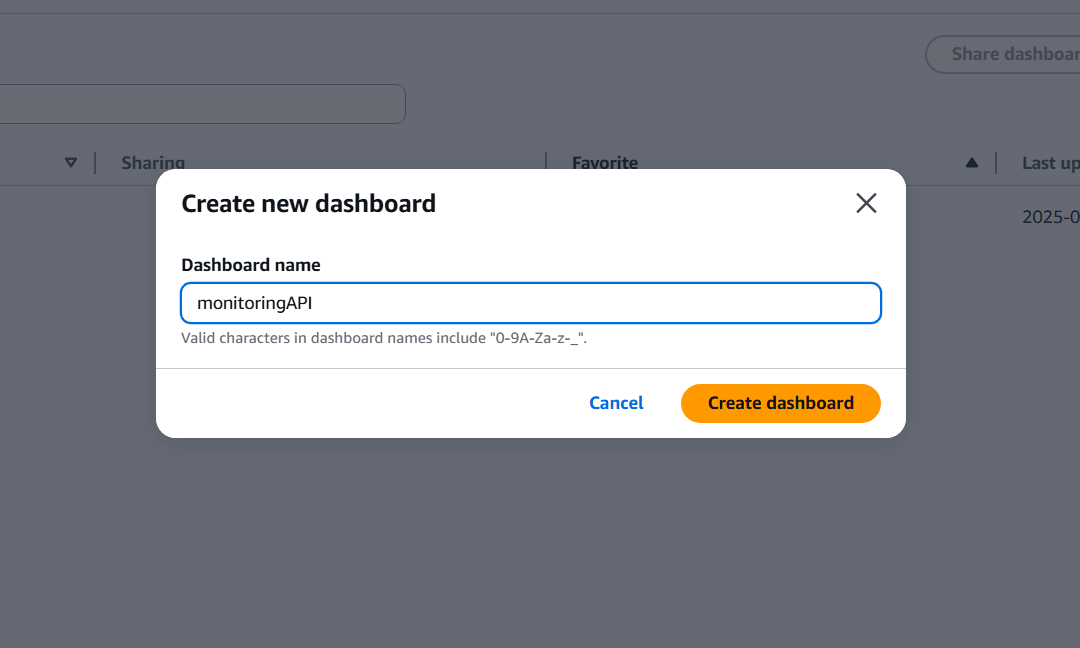 Share dashboar
Sharing
Favorite
Last up
2025-0
Create new dashboard
Dashboard name
monitoringAPI
Valid characters in dashboard names include "0-9A-Za-z-_".
Cancel
Create dashboard